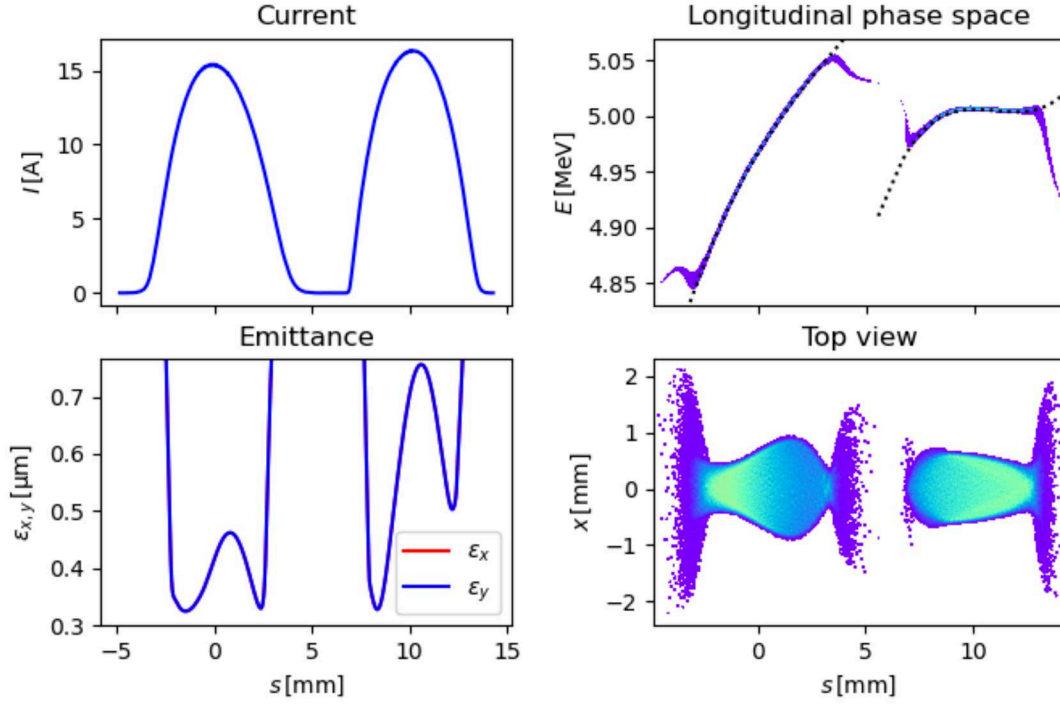 Current
Longitudinal phase space
15
10
5
0
I [A]
5.05
5.00
4.95
4.90
4.85
E [MeV]
Emittance
Top view
0.7
0.6
0.5
0.4
0.3
εx,y [μm]
εx
εy
−5
0
5
10
15
s [mm]
2
1
0
−1
−2
x [mm]
0
5
10
s [mm]